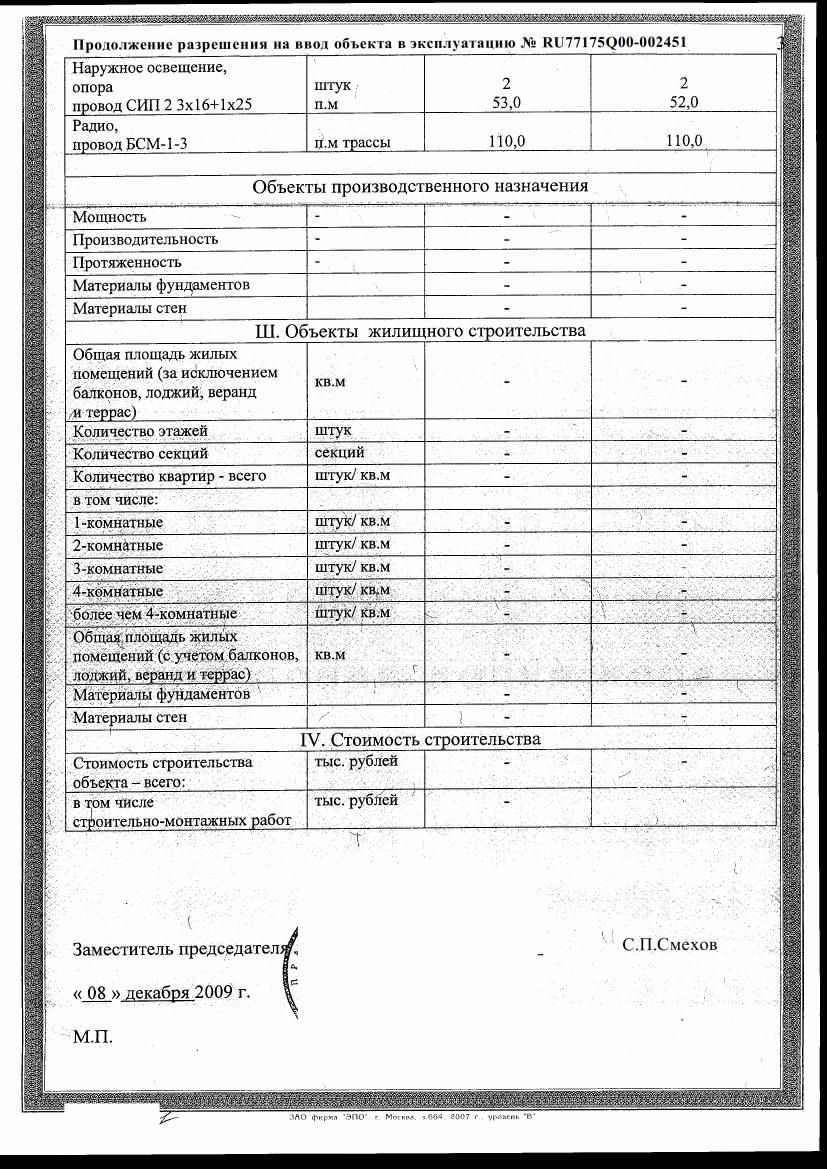 Продолжение разрешения на ввод объекта в эксплуатацию № RU77175Q00-002451
3
Наружное освещение,
опора штук 2 2
провод СИП 2 3х16+1х25 п.м 53,0 52,0
Радио,
провод БСМ-1-3 п.м трассы 110,0 110,0
Объекты производственного назначения
Мощность - - -
Производительность - - -
Протяженность - - -
Материалы фундаментов - -
Материалы стен - -
III. Объекты жилищного строительства
Общая площадь жилых
помещений (за исключением
балконов, лоджий, веранд
и террас) кв.м - -
Количество этажей штук - -
Количество секций секций - -
Количество квартир - всего штук/ кв.м - -
в том числе:
1-комнатные штук/ кв.м - -
2-комнатные штук/ кв.м - -
3-комнатные штук/ кв.м - -
4-комнатные штук/ кв.м - -
более чем 4-комнатные штук/ кв.м - -
Общая площадь жилых
помещений (с учетом балконов,
лоджий, веранд и террас) кв.м - -
Материалы фундаментов - -
Материалы стен - -
IV. Стоимость строительства
Стоимость строительства тыс. рублей - -
объекта – всего:
в том числе тыс. рублей -
строительно-монтажных работ
Заместитель председателя С.П.Смехов
« 08 » декабря 2009 г.
М.П.
ЗАО фирма "ЭПО", г. Москва, з.664, 2007 г., уровень "В"